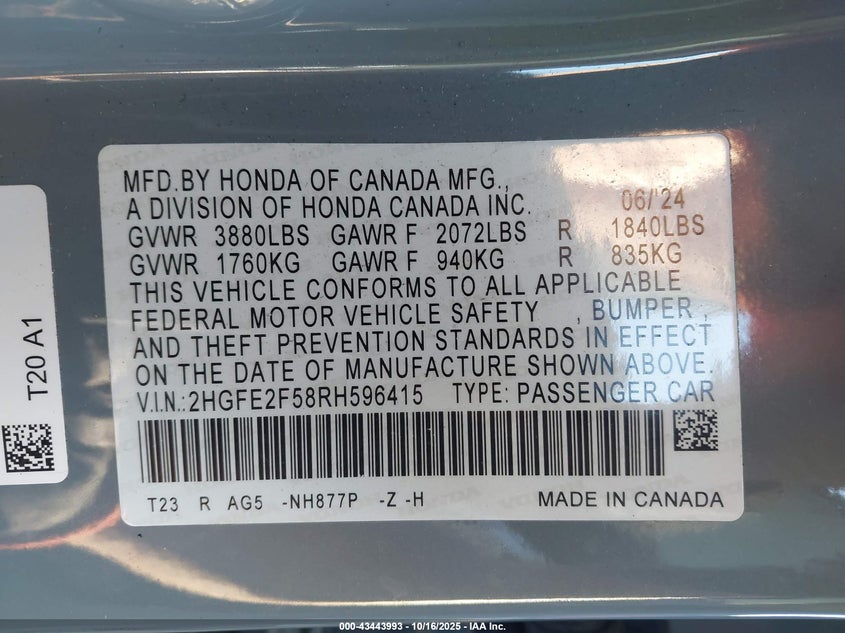 MFD.BY HONDA OF CANADA MFG.,
A DIVISION OF HONDA CANADA INC. 06/'24
GVWR 3880LBS GAWR F 2072LBS R 1840LBS
GVWR 1760KG GAWR F 940KG R 835KG
THIS VEHICLE CONFORMS TO ALL APPLICABLE
FEDERAL MOTOR VEHICLE SAFETY , BUMPER ,
AND THEFT PREVENTION STANDARDS IN EFFECT
ON THE DATE OF MANUFACTURE SHOWN ABOVE.
V.I.N.:2HGFE2F58RH596415 TYPE: PASSENGER CAR
T23 R AG5 -NH877P -Z -H MADE IN CANADA
T20 A1
000-43443993 - 10/16/2025 - IAA Inc.